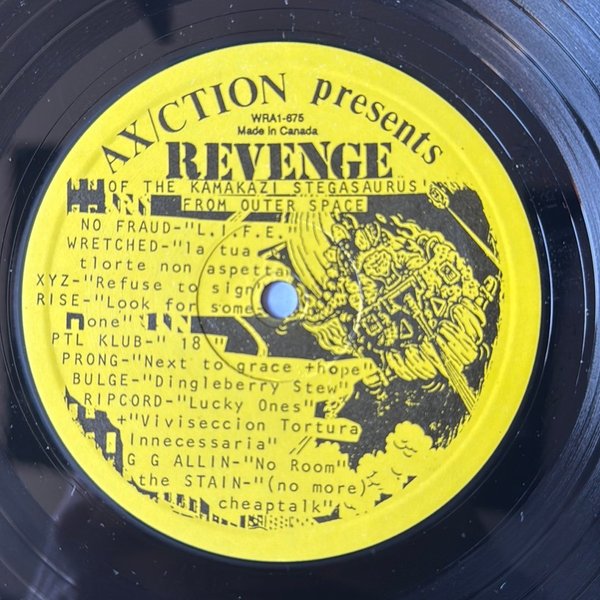 AX/CTION presents
WRA1-675
Made in Canada
REVENGE
OF THE KAMAKAZI STEGASAURUS'
FROM OUTER SPACE
NO FRAUD-"L.I.F.E."
WRETCHED-"la tua
tlorte non aspetta
XYZ-"Refuse to sign"
RISE-"Look for some-
one"
PTL KLUB-" 18 "
PRONG-"Next to grace +hope"
BULGE-"Dingleberry Stew"
RIPCORD-"Lucky Ones"
+"Viviseccion Tortura
Innecessaria"
G G ALLIN-"No Room"
the STAIN-"(no more)
cheaptalk"